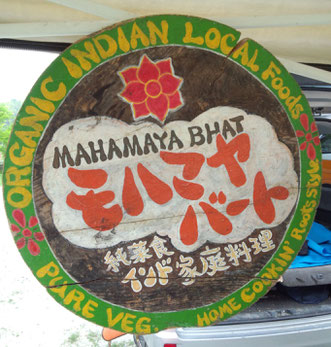 ORGANIC INDIAN LOCAL Foods
MAHAMAYA BHAT
モハマヤ
バート
純菜食
インド家庭料理
PURE VEG.
HOME COOKIN' ROOTS STYLE